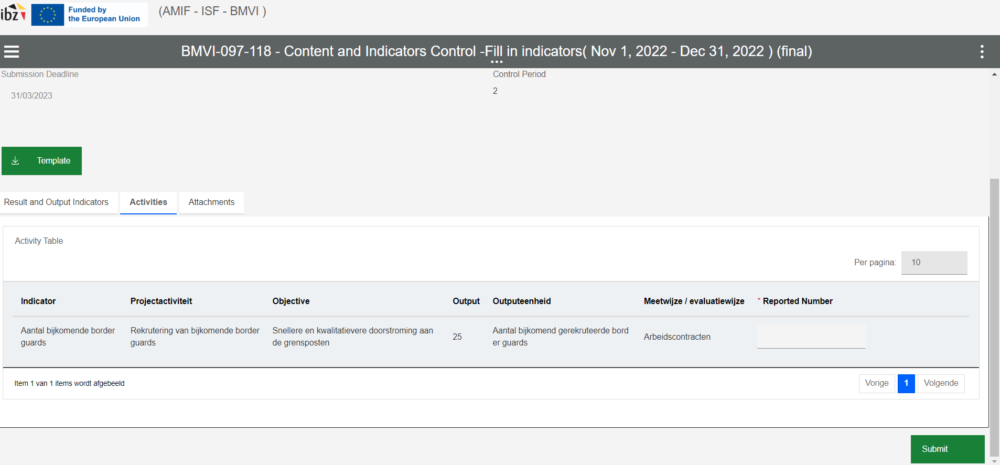 ibz
Funded by
the European Union
(AMIF - ISF - BMVI )
BMVI-097-118 - Content and Indicators Control -Fill in indicators( Nov 1, 2022 - Dec 31, 2022 ) (final)
Submission Deadline
Control Period
31/03/2023
2
Template
Result and Output Indicators
Activities
Attachments
Activity Table
Per pagina:
10
Indicator
Projectactiviteit
Objective
Output
Outputeenheid
Meetwijze / evaluatiewijze
* Reported Number
Aantal bijkomende border
guards
Rekrutering van bijkomende border
guards
Snellere en kwalitatievere doorstroming aan
de grensposten
25
Aantal bijkomend gerekruteerde bord
er guards
Arbeidscontracten
Item 1 van 1 items wordt afgebeeld
Vorige
1
Volgende
Submit